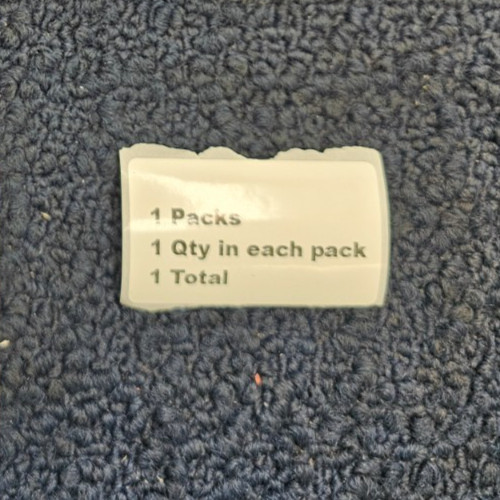 1 Packs
1 Qty in each pack
1 Total